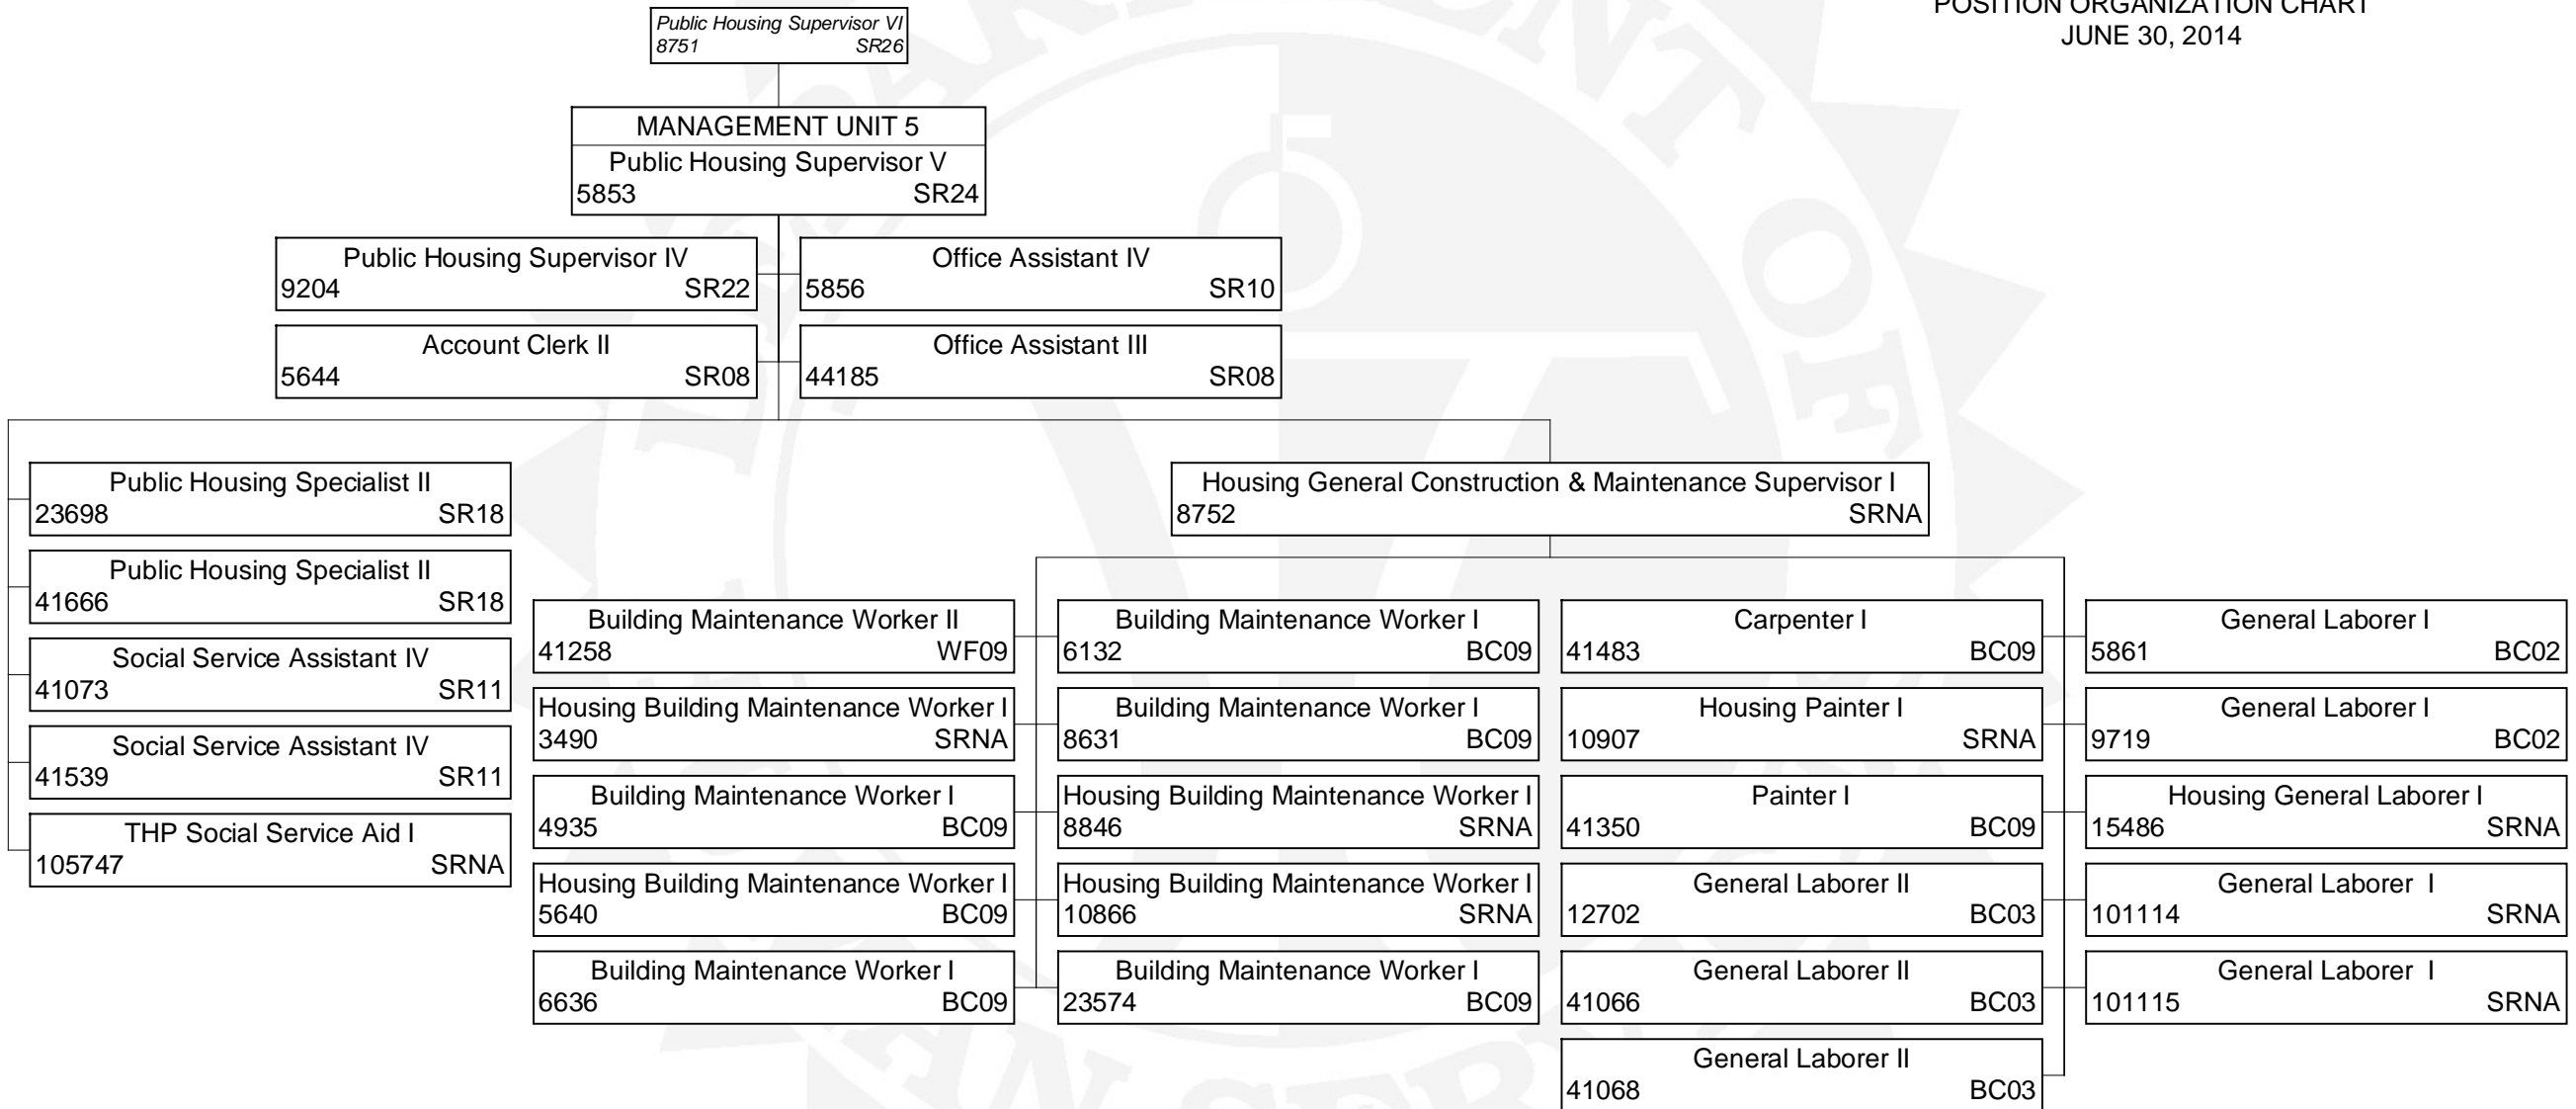 POSITION ORGANIZATION CHART
JUNE 30, 2014
Public Housing Supervisor VI
8751 SR26
MANAGEMENT UNIT 5
Public Housing Supervisor V
5853 SR24
Public Housing Supervisor IV
9204 SR22
Office Assistant IV
5856 SR10
Account Clerk II
5644 SR08
Office Assistant III
44185 SR08
Public Housing Specialist II
23698 SR18
Public Housing Specialist II
41666 SR18
Social Service Assistant IV
41073 SR11
Social Service Assistant IV
41539 SR11
THP Social Service Aid I
105747 SRNA
Housing General Construction & Maintenance Supervisor I
8752 SRNA
Building Maintenance Worker II
41258 WF09
Housing Building Maintenance Worker I
3490 SRNA
Building Maintenance Worker I
4935 BC09
Housing Building Maintenance Worker I
5640 BC09
Building Maintenance Worker I
6636 BC09
Building Maintenance Worker I
6132 BC09
Building Maintenance Worker I
8631 BC09
Housing Building Maintenance Worker I
8846 SRNA
Housing Building Maintenance Worker I
10866 SRNA
Building Maintenance Worker I
23574 BC09
Carpenter I
41483 BC09
Housing Painter I
10907 SRNA
Painter I
41350 BC09
General Laborer II
12702 BC03
General Laborer II
41066 BC03
General Laborer II
41068 BC03
General Laborer I
5861 BC02
General Laborer I
9719 BC02
Housing General Laborer I
15486 SRNA
General Laborer I
101114 SRNA
General Laborer I
101115 SRNA